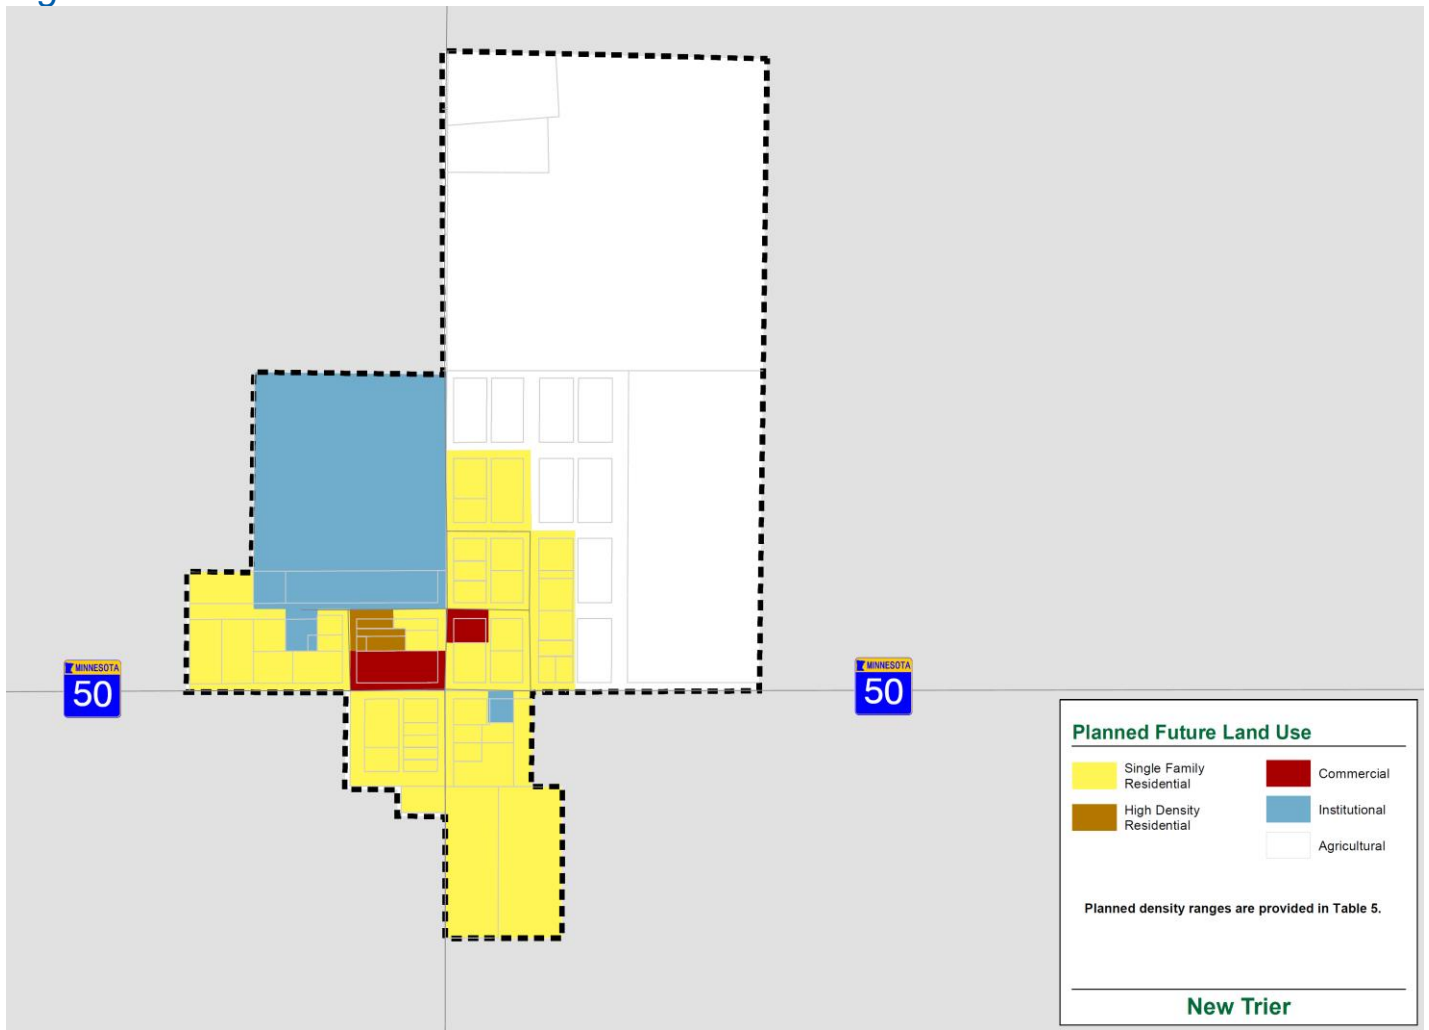 MINNESOTA
50
MINNESOTA
50
Planned Future Land Use
Single Family
Residential
Commercial
High Density
Residential
Institutional
Agricultural
Planned density ranges are provided in Table 5.
New Trier